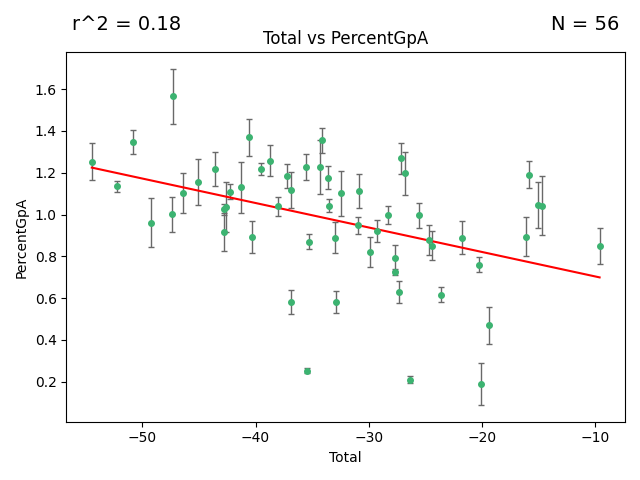 r^2 = 0.18
N = 56
Total vs PercentGpA
PercentGpA
1.6
1.4
1.2
1.0
0.8
0.6
0.4
0.2
−50
−40
−30
−20
−10
Total